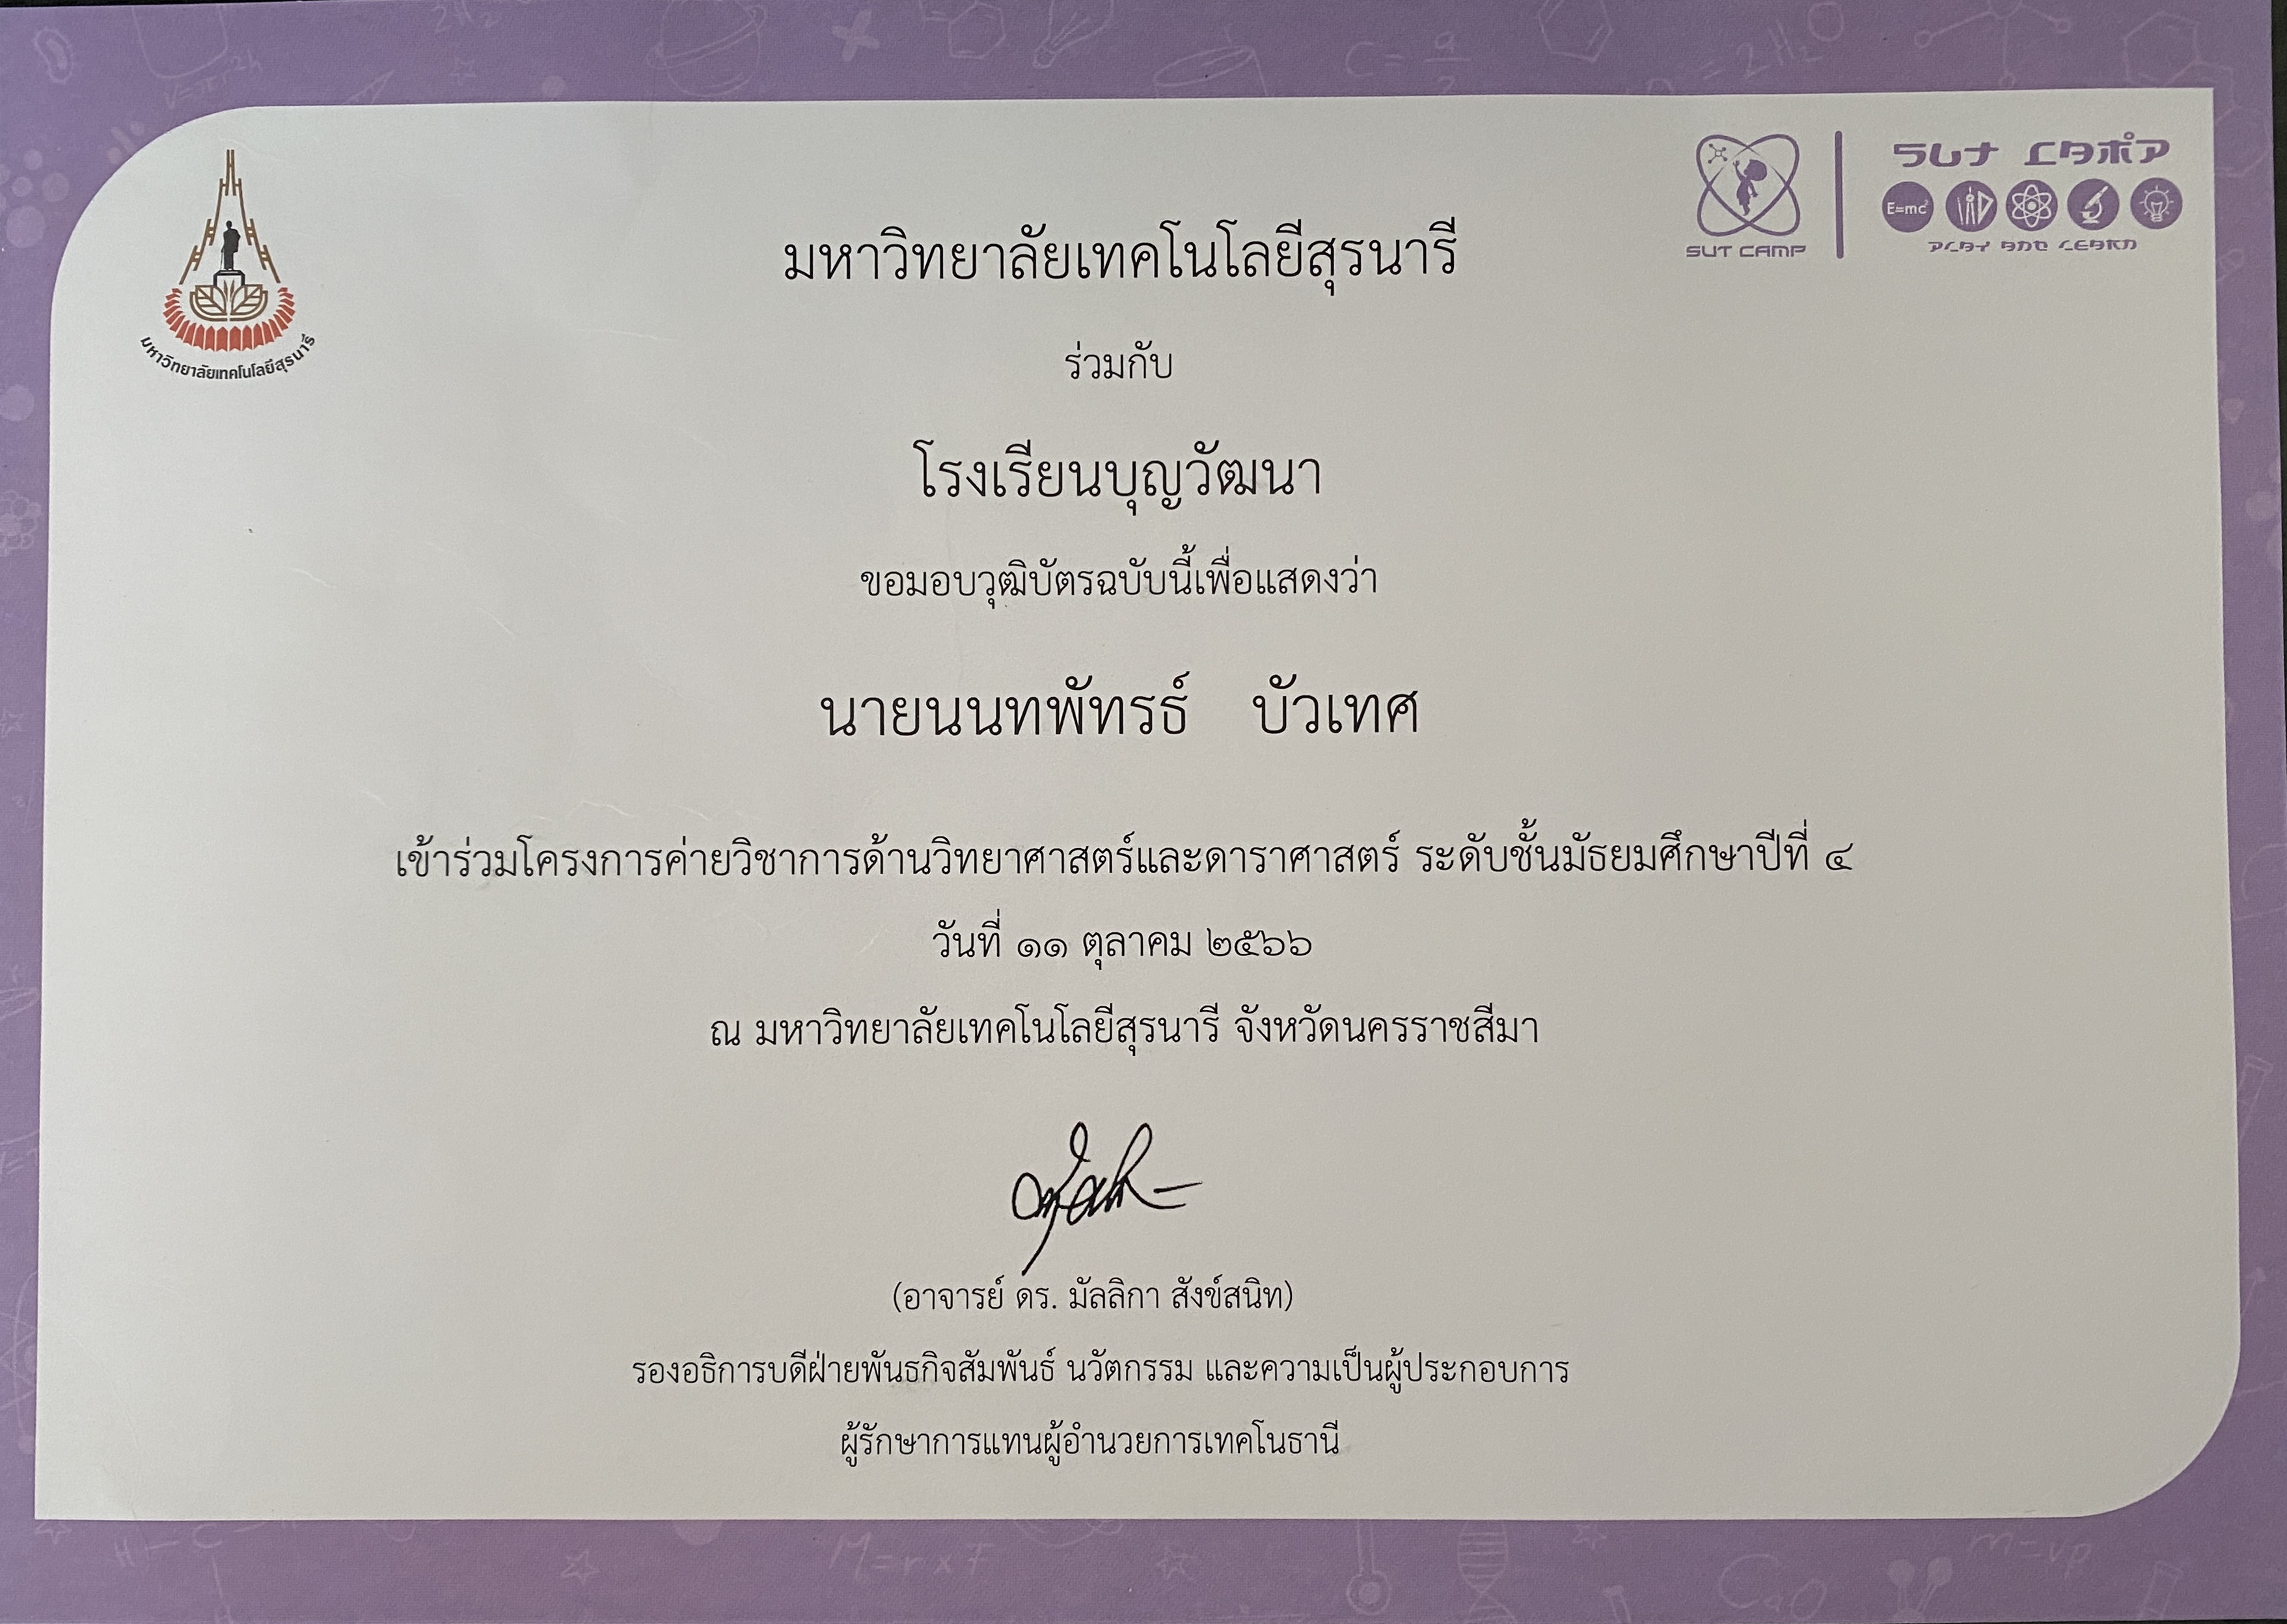 มหาวิทยาลัยเทคโนโลยีสุรนารี
SUT CAMP
E=mc²
มหาวิทยาลัยเทคโนโลยีสุรนารี
ร่วมกับ
โรงเรียนบุญวัฒนา
ขอมอบวุฒิบัตรฉบับนี้เพื่อแสดงว่า
นายนนทพัทรธ์ บัวเทศ
เข้าร่วมโครงการค่ายวิชาการด้านวิทยาศาสตร์และดาราศาสตร์ ระดับชั้นมัธยมศึกษาปีที่ ๔
วันที่ ๑๑ ตุลาคม ๒๕๖๖
ณ มหาวิทยาลัยเทคโนโลยีสุรนารี จังหวัดนครราชสีมา
(อาจารย์ ดร. มัลลิกา สังข์สนิท)
รองอธิการบดีฝ่ายพันธกิจสัมพันธ์ นวัตกรรม และความเป็นผู้ประกอบการ
ผู้รักษาการแทนผู้อำนวยการเทคโนธานี